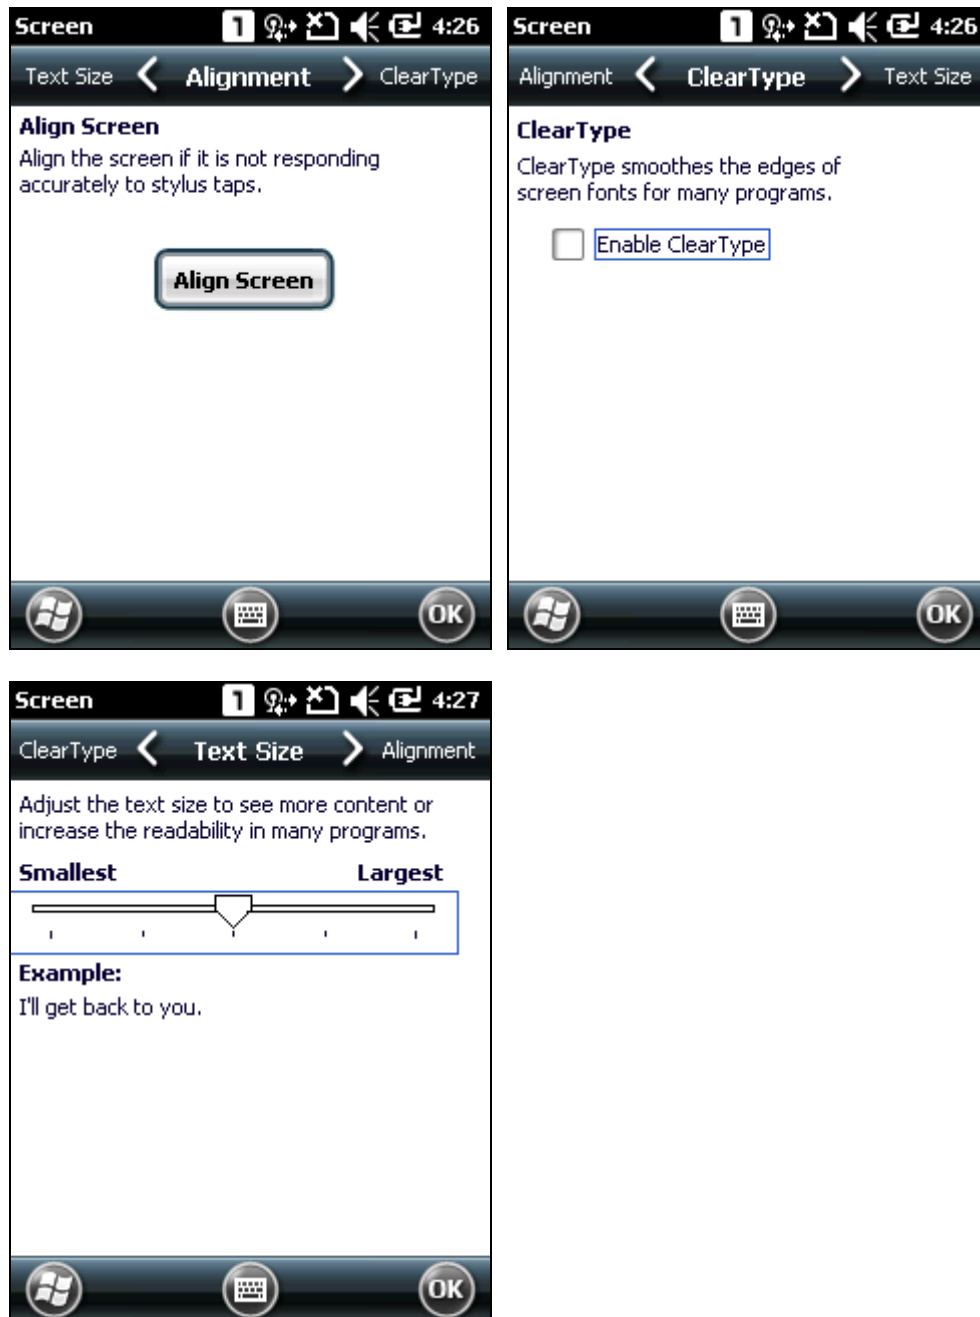 Screen 1 4:26
Text Size Alignment ClearType
Align Screen
Align the screen if it is not responding
accurately to stylus taps.
Align Screen
OK
Screen 1 4:26
Alignment ClearType Text Size
ClearType
ClearType smoothes the edges of
screen fonts for many programs.
Enable ClearType
OK
Screen 1 4:27
ClearType Text Size Alignment
Adjust the text size to see more content or
increase the readability in many programs.
Smallest Largest
Example:
I'll get back to you.
OK